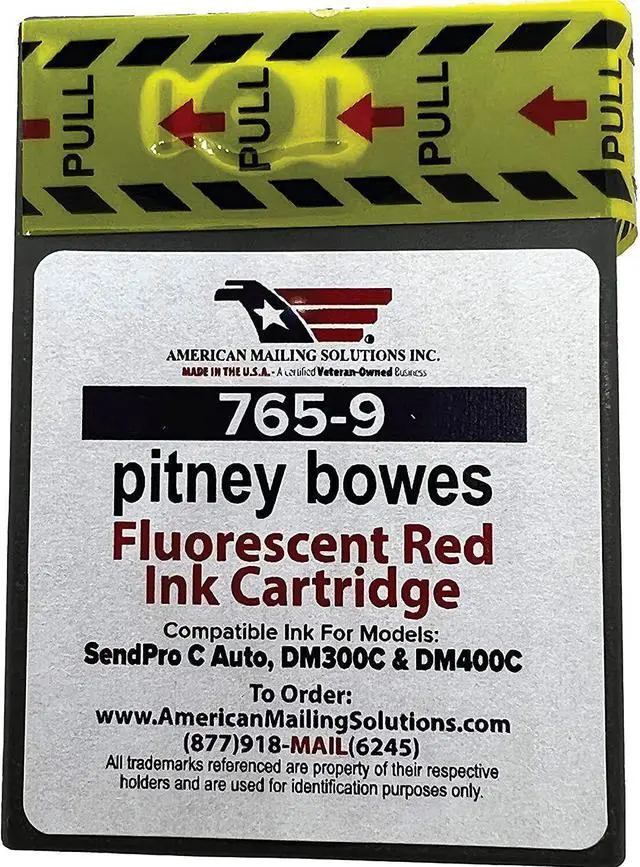 PULL PULL PULL PULL
AMERICAN MAILING SOLUTIONS INC.
MADE IN THE U.S.A. - A certified Veteran-Owned Business
765-9
pitney bowes
Fluorescent Red
Ink Cartridge
Compatible Ink For Models:
SendPro C Auto, DM300C & DM400C
To Order:
www.AmericanMailingSolutions.com
(877)918-MAIL(6245)
All trademarks referenced are property of their respective
holders and are used for identification purposes only.